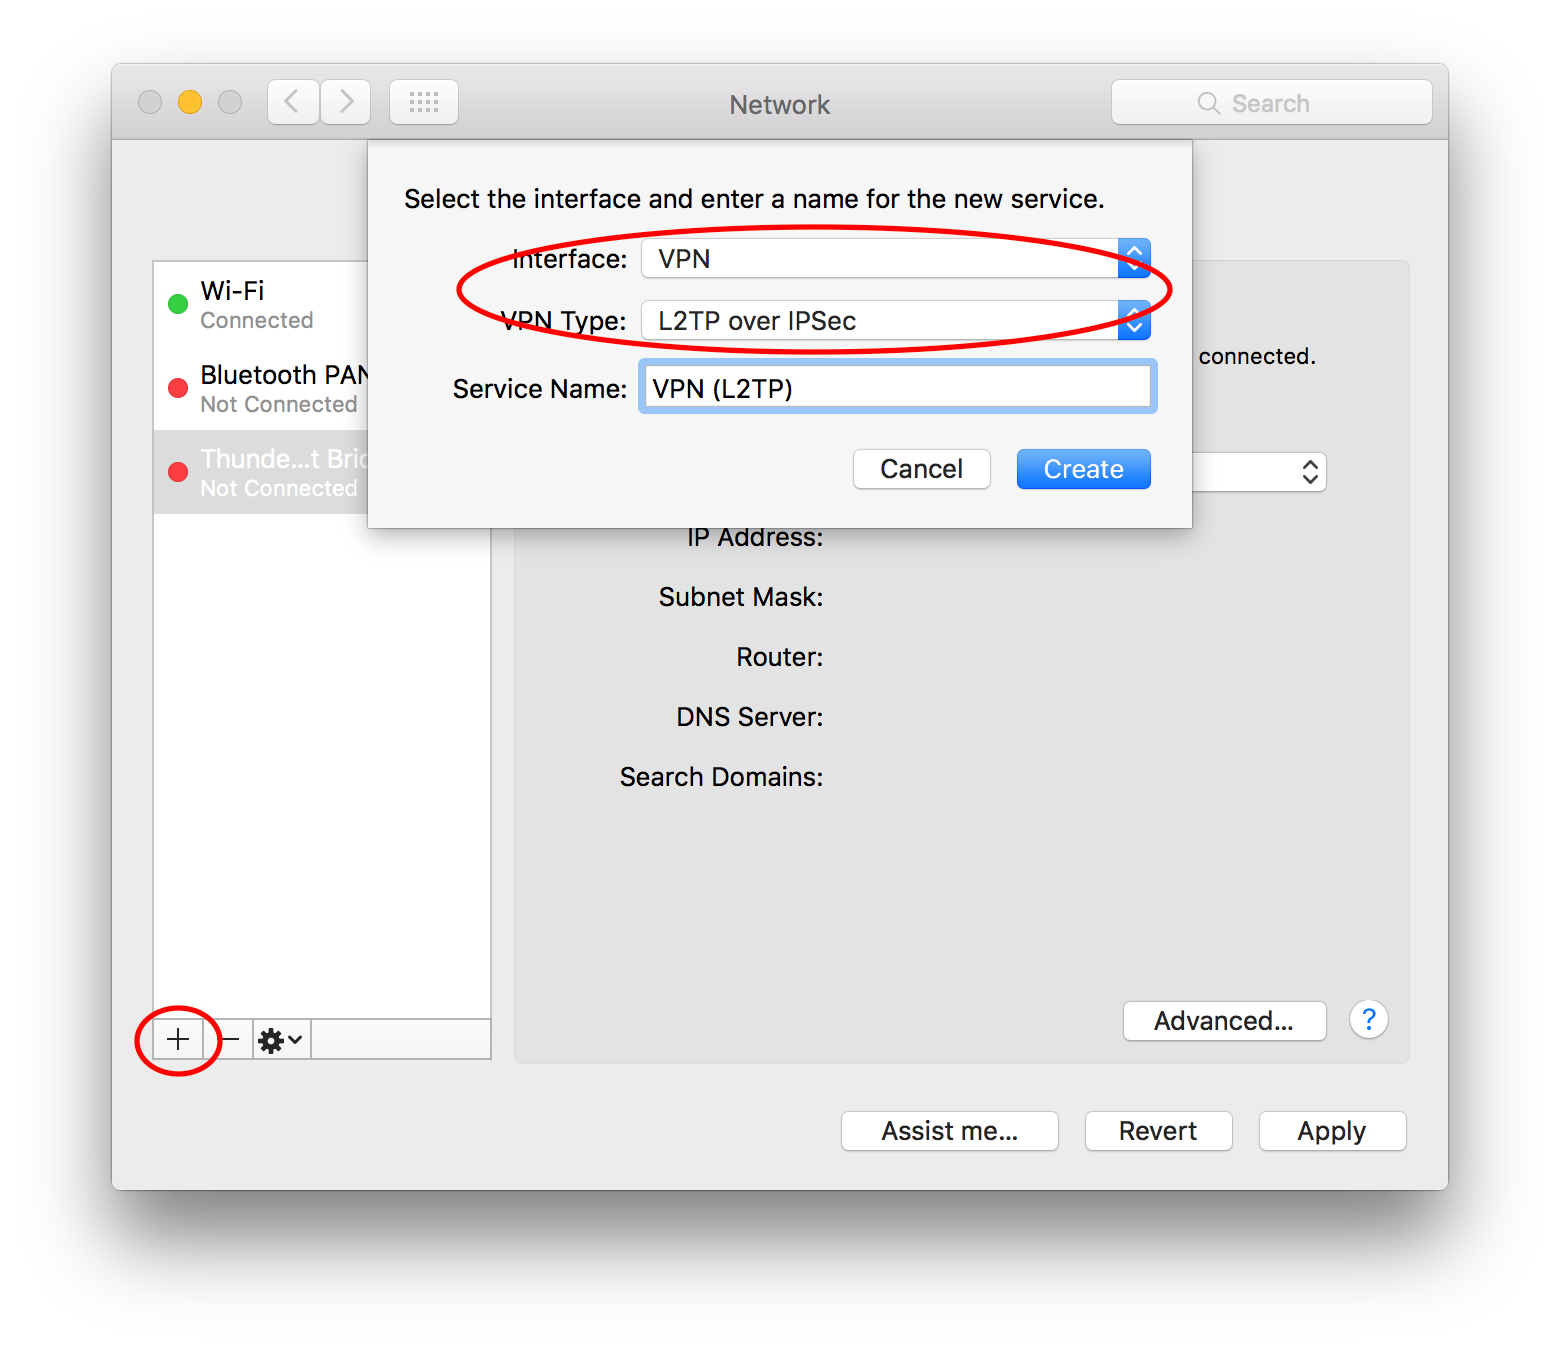 Network
Search
Select the interface and enter a name for the new service.
Interface: VPN
VPN Type: L2TP over IPSec
Service Name: VPN (L2TP)
Cancel
Create
Wi-Fi
Connected
Bluetooth PAN
Not Connected
Thunde...t Bri
Not Connected
connected.
IP Address:
Subnet Mask:
Router:
DNS Server:
Search Domains:
Advanced...
?
Assist me...
Revert
Apply